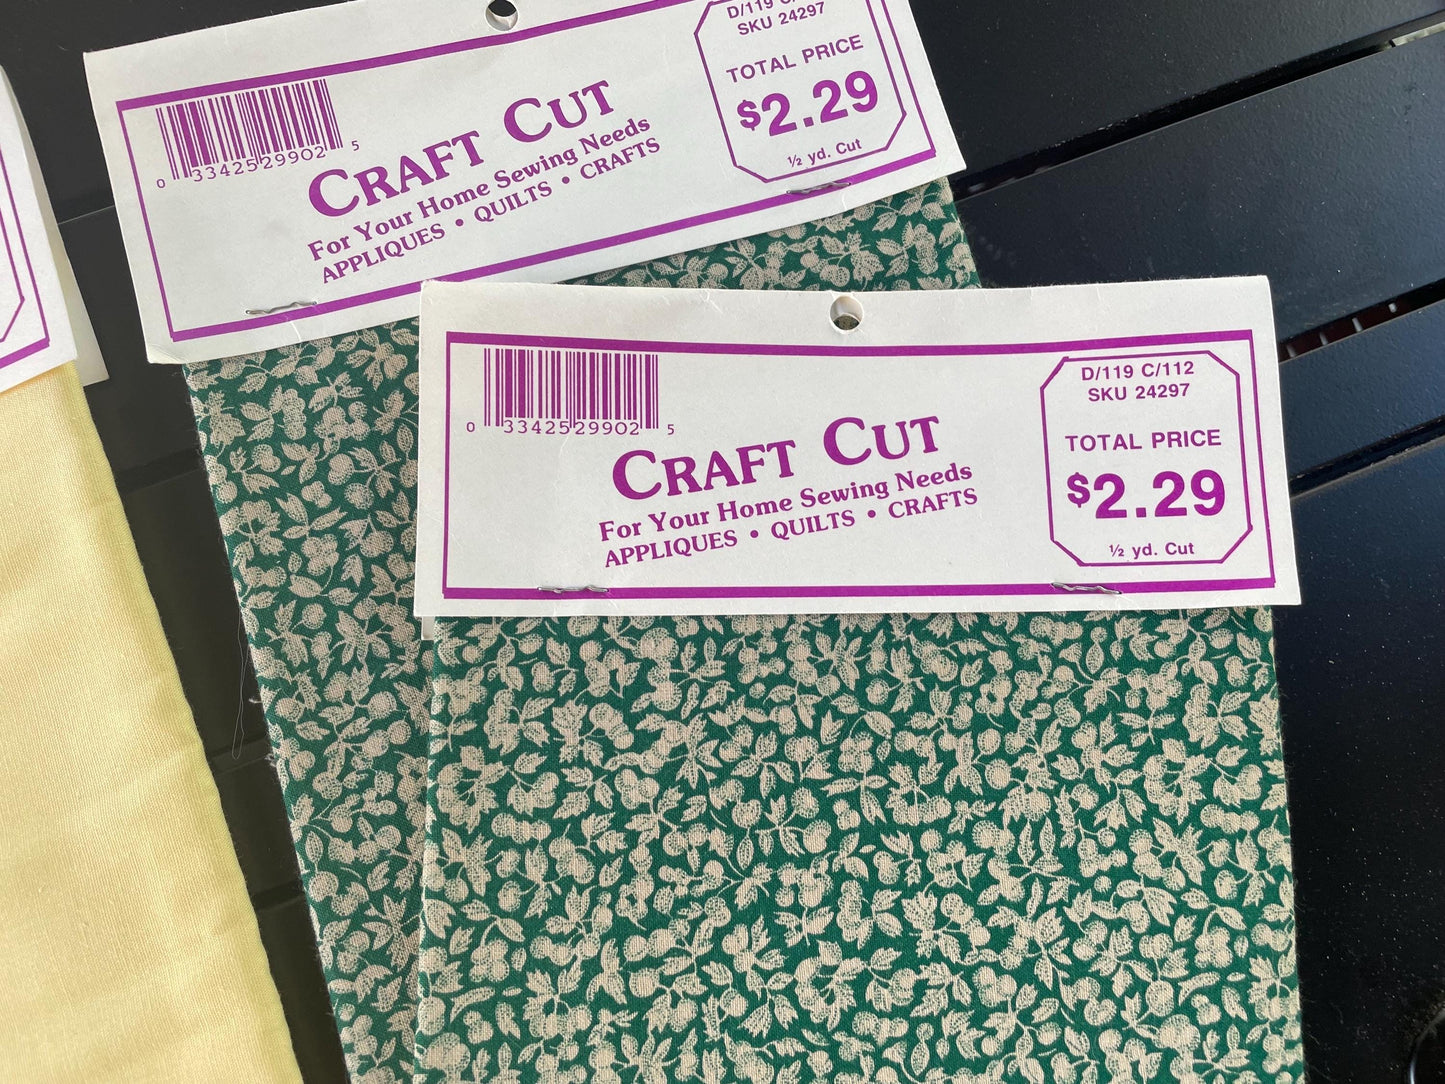 D/119 C/
SKU 24297
TOTAL PRICE
$2.29
½ yd. Cut
0 33425 29902 5
CRAFT CUT
For Your Home Sewing Needs
APPLIQUES • QUILTS • CRAFTS
D/119 C/112
SKU 24297
TOTAL PRICE
$2.29
½ yd. Cut
0 33425 29902 5
CRAFT CUT
For Your Home Sewing Needs
APPLIQUES • QUILTS • CRAFTS